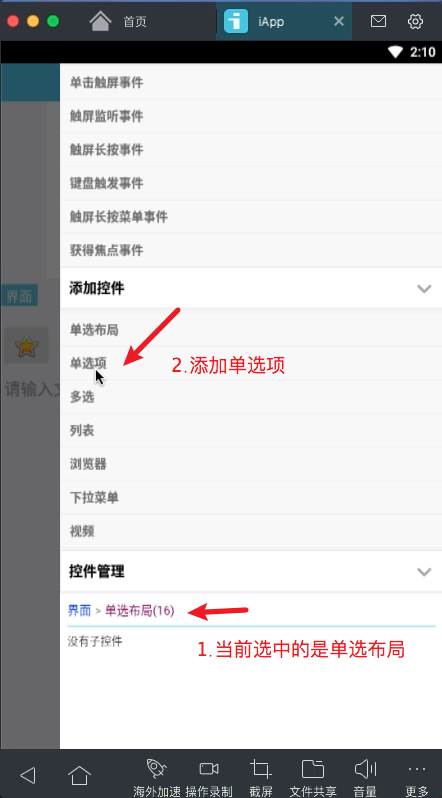 首页
iApp
2:10
单击触屏事件
触屏监听事件
触屏长按事件
键盘触发事件
触屏长按菜单事件
获得焦点事件
添加控件
界面
单选布局
单选项
2.添加单选项
请输入文
多选
列表
浏览器
下拉菜单
视频
控件管理
界面 > 单选布局(16)
没有子控件
1.当前选中的是单选布局
海外加速 操作录制 截屏 文件共享 音量 更多